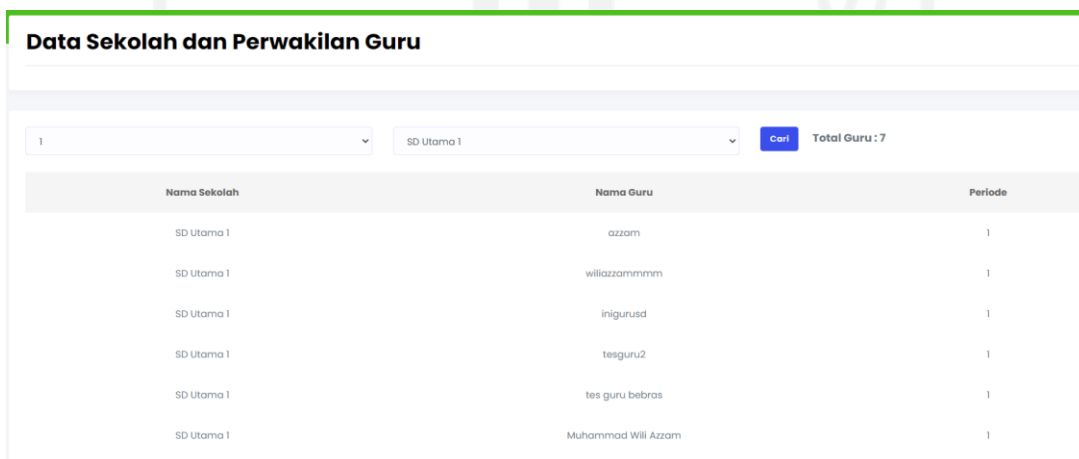 Data Sekolah dan Perwakilan Guru
1 SD Utama 1 Cari Total Guru : 7
Nama Sekolah Nama Guru Periode
SD Utama 1 azzam 1
SD Utama 1 wiliazzammmm 1
SD Utama 1 inigurusd 1
SD Utama 1 tesguru2 1
SD Utama 1 tes guru bebras 1
SD Utama 1 Muhammad Wili Azzam 1